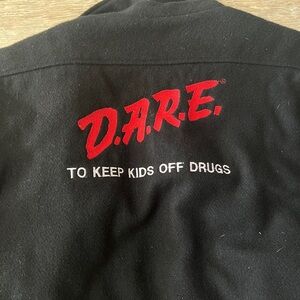 D.A.R.E.®
TO KEEP KIDS OFF DRUGS